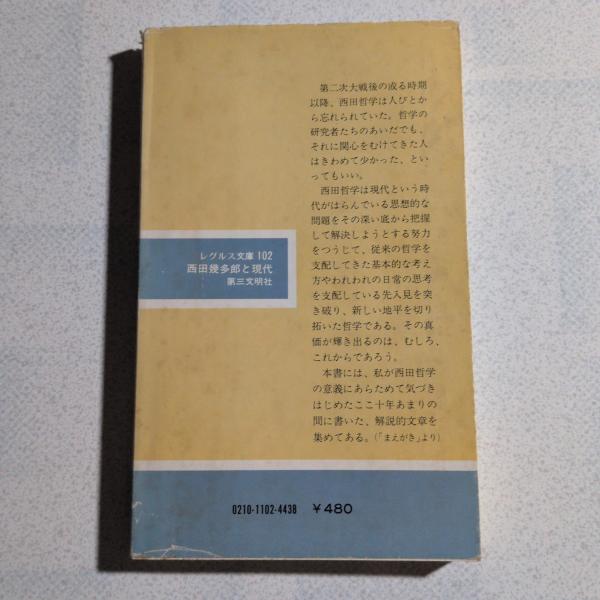 第二次大戦後の或る時期
以降、西田哲学は人びとか
ら忘れられていた。哲学の
研究者たちのあいだでも、
それに関心をむけてきた人
はきわめて少かった、とい
ってもいい。
西田哲学は現代という時
代がはらんでいる思想的な
問題をその深い底から把握
して解決しようとする努力
をつうじて、従来の哲学を
支配してきた基本的な考え
方やわれわれの日常の思考
を支配している先入見を突
き破り、新しい地平を切り
拓いた哲学である。その真
価が輝き出るのは、むしろ、
これからであろう。
本書には、私が西田哲学
の意義にあらためて気づき
はじめたここ十年あまりの
間に書いた、解説的文章を
集めてある。(「まえがき」より)
レグルス文庫 102
西田幾多郎と現代
第三文明社
0210-1102-4438 ¥480